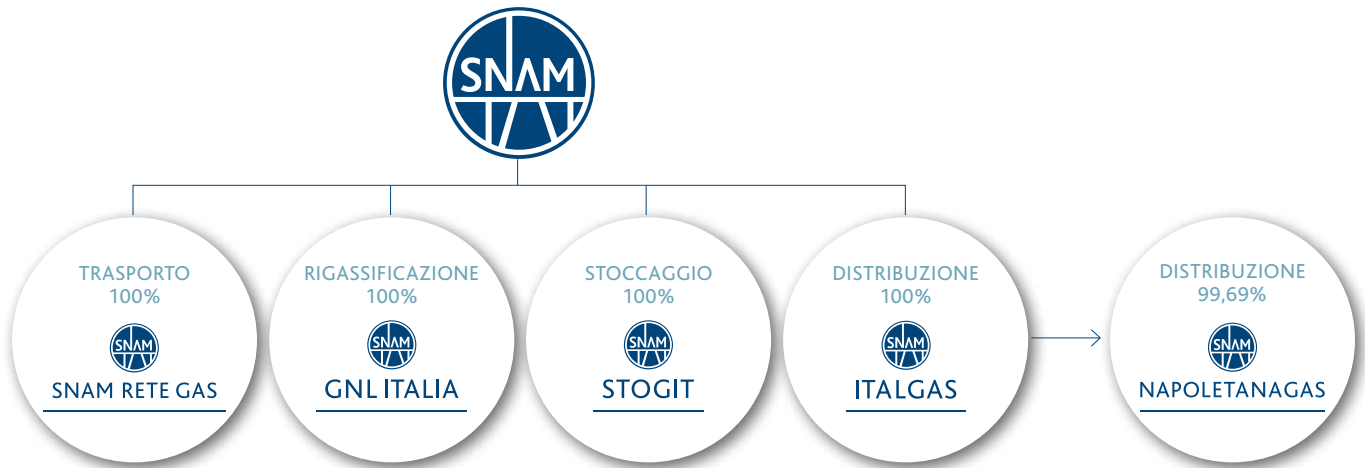 SNAM
TRASPORTO
100%
SNAM
SNAM RETE GAS
RIGASSIFICAZIONE
100%
SNAM
GNL ITALIA
STOCCAGGIO
100%
SNAM
STOGIT
DISTRIBUZIONE
100%
SNAM
ITALGAS
DISTRIBUZIONE
99,69%
SNAM
NAPOLETANAGAS